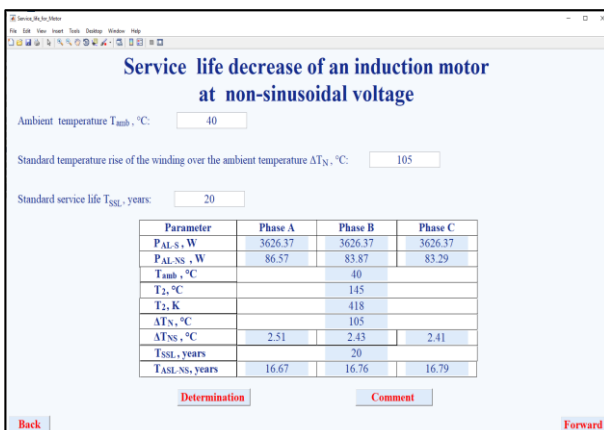 Service_life_for_Motor
File Edit View Insert Tools Desktop Window Help
Service life decrease of an induction motor
at non-sinusoidal voltage
Ambient temperature Tamb , °C: 40
Standard temperature rise of the winding over the ambient temperature ΔTN , °C: 105
Standard service life TSSL, years: 20
Parameter Phase A Phase B Phase C
PAL-S , W 3626.37 3626.37 3626.37
PAL-NS , W 86.57 83.87 83.29
Tamb , °C 40
T2, °C 145
T2, K 418
ΔTN, °C 105
ΔTNS , °C 2.51 2.43 2.41
TSSL, years 20
TASL-NS, years 16.67 16.76 16.79
Determination Comment
Back Forward